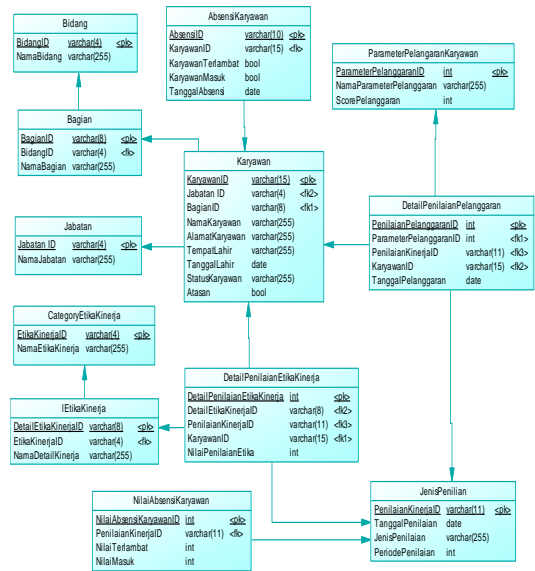 Bidang
BidangID varchar(4) <pk>
NamaBidang varchar(255)
AbsensiKaryawan
AbsensiID varchar(10) <pk>
KaryawanID varchar(15) <fk>
KaryawanTerlambat bool
KaryawanMasuk bool
TanggalAbsensi date
ParameterPelangaranKaryawan
ParameterPelanggaranID int <pk>
NamaParameterPelanggaran varchar(255)
ScorePelanggaran int
Bagian
BagianID varchar(8) <pk>
BidangID varchar(4) <fk>
NamaBagian varchar(255)
Karyawan
KaryawanID varchar(15) <pk>
Jabatan ID varchar(4) <fk2>
BagianID varchar(8) <fk1>
NamaKaryawan varchar(255)
AlamatKaryawan varchar(255)
TempatLahir varchar(255)
TanggalLahir date
StatusKaryawan varchar(255)
Atasan bool
DetailPenilaianPelanggaran
PenilaianPelanggaranID int <pk>
ParameterPelanggaranID int <fk1>
PenilaianKinerjaID varchar(11) <fk3>
KaryawanID varchar(15) <fk2>
TanggalPelanggaran date
Jabatan
Jabatan ID varchar(4) <pk>
NamaJabatan varchar(255)
CategoryEtikaKinerja
EtikaKinerjaID varchar(4) <pk>
NamaEtikaKinerja varchar(255)
IEtikaKinerja
DetailEtikaKinerjaID varchar(8) <pk>
EtikaKinerjaID varchar(4) <fk>
NamaDetailKinerja varchar(255)
DetailPenilaianEtikaKinerja
DetailPenilaianEtikaKinerja int <pk>
DetailEtikaKinerjaID varchar(8) <fk2>
PenilaianKinerjaID varchar(11) <fk3>
KaryawanID varchar(15) <fk1>
NilaiPenilaianEtika int
NilaiAbsensiKaryawan
NilaiAbsensiKaryawanID int <pk>
PenilaianKinerjaID varchar(11) <fk>
NilaiTerlambat int
NilaiMasuk int
JenisPenilian
PenilaianKinerjaID varchar(11) <pk>
TanggalPenilaian date
JenisPenilaian varchar(255)
PeriodePenilaian int